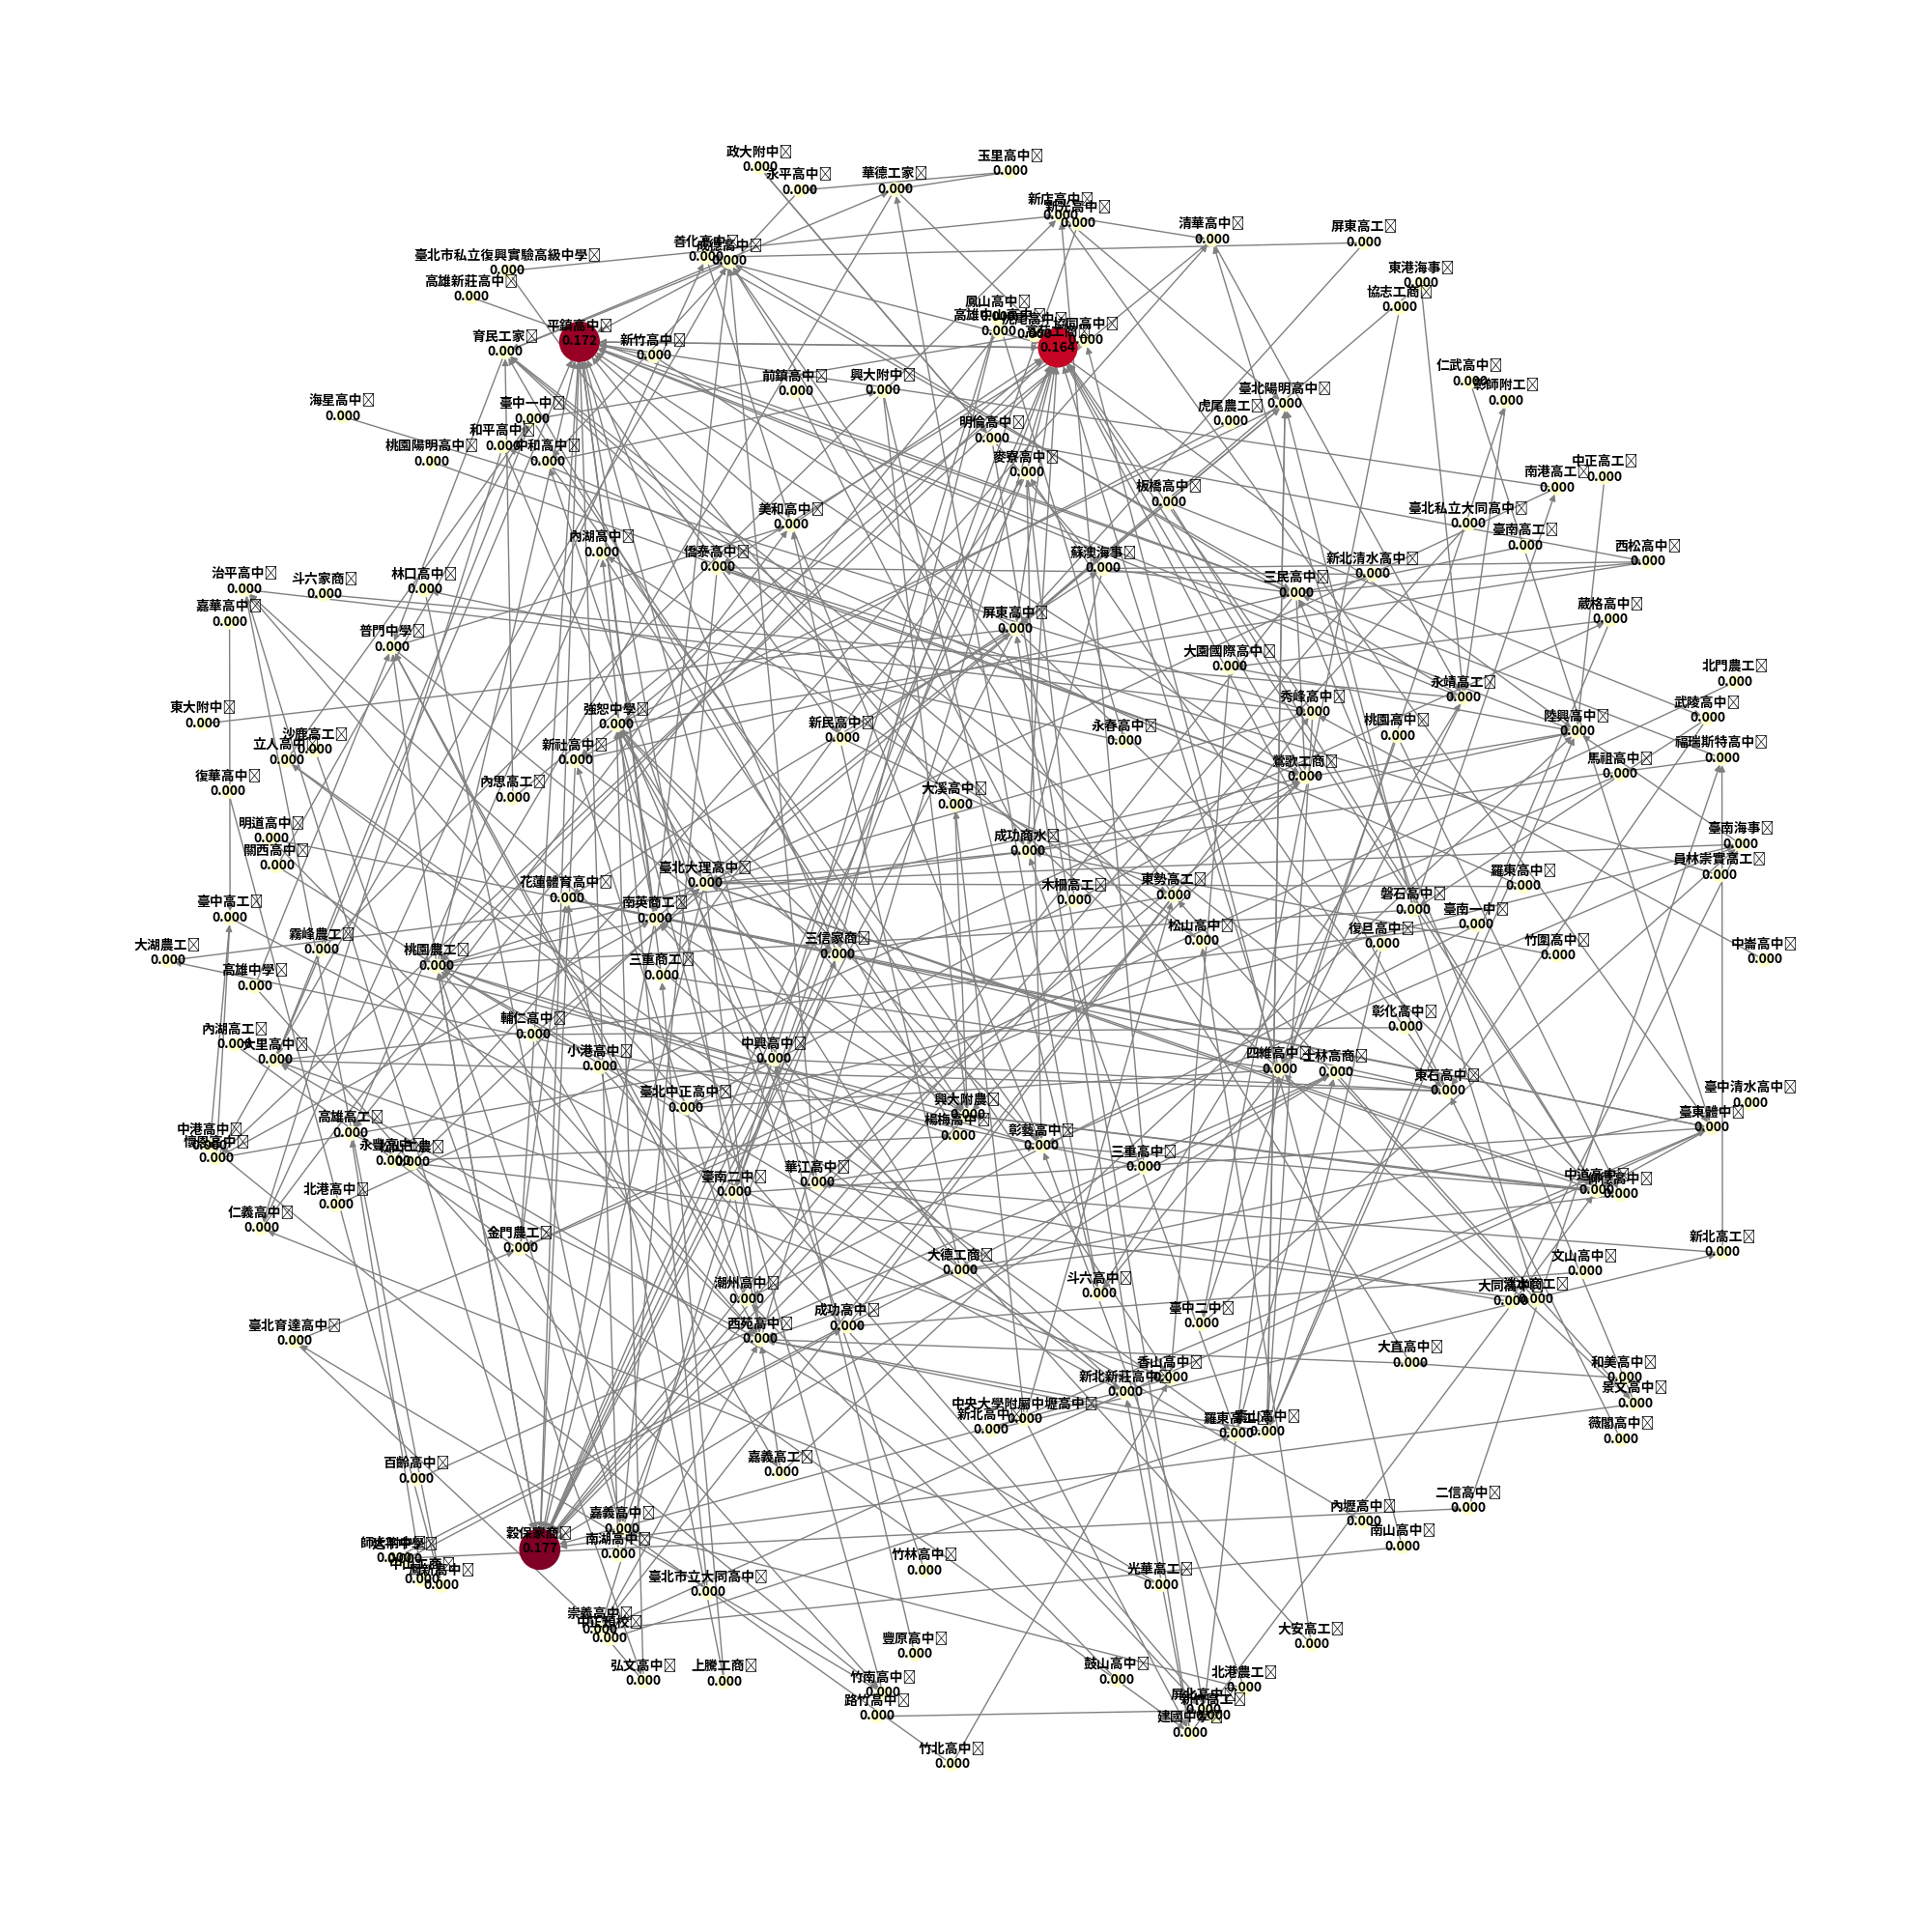 政大附中
0.000
永平高中
0.000
華德工家
0.000
玉里高中
0.000
新店高中
0.000
新光高中
0.000
清華高中
0.000
屏東高工
0.000
善化高中
0.000
成德高中
0.000
臺北市私立復興實驗高級中學
0.000
高雄新莊高中
0.000
東港海事
0.000
協志工商
0.000
鳳山高中
高雄中山高中
0.000
協同高中
0.000
0.164
平鎮高中
0.172
育民工家
0.000
新竹高中
0.000
前鎮高中
0.000
興大附中
0.000
仁武高中
0.000
彰師附工
0.000
臺北陽明高中
0.000
虎尾農工
0.000
海星高中
0.000
臺中一中
0.000
和平高中
0.000
中和高中
0.000
桃園陽明高中
0.000
明倫高中
0.000
麥寮高中
0.000
板橋高中
0.000
南港高工
0.000
中正高工
0.000
美和高中
0.000
臺北私立大同高中
0.000
臺南高工
0.000
內湖高中
0.000
僑泰高中
0.000
蘇澳海事
0.000
西松高中
0.000
新北清水高中
0.000
三民高中
0.000
治平高中
0.000
斗六家商
0.000
林口高中
0.000
嘉華高中
0.000
屏東高中
0.000
葳格高中
0.000
普門中學
0.000
大園國際高中
0.000
北門農工
0.000
永靖高工
0.000
秀峰高中
0.000
武陵高中
0.000
東大附中
0.000
強恕中學
0.000
新民高中
0.000
永春高中
0.000
桃園高中
0.000
陸興高中
0.000
沙鹿高工
0.000
立人高中
0.000
新社高中
0.000
福瑞斯特高中
0.000
鶯歌工商
0.000
馬祖高中
0.000
復華高中
0.000
內思高工
0.000
大溪高中
0.000
明道高中
0.000
關西高中
0.000
成功商水
0.000
臺南海事
0.000
員林崇實高工
0.000
臺北大理高中
0.000
花蓮體育高中
0.000
南英商工
0.000
木柵高工
0.000
東勢高工
0.000
羅東高中
0.000
磐石高中
0.000
臺南一中
0.000
臺中高工
0.000
松山高中
0.000
復旦高中
0.000
竹圍高中
0.000
中崙高中
0.000
大湖農工
0.000
霧峰農工
0.000
桃園農工
0.000
三信家商
0.000
三重商工
0.000
高雄中學
0.000
輔仁高中
0.000
彰化高中
0.000
內湖高工
0.000
大里高中
0.000
小港高中
0.000
中興高中
0.000
四維高中
0.000
士林高商
0.000
東石高中
0.000
臺中清水高中
0.000
臺北中正高中
0.000
興大附農
0.000
楊梅高中
0.000
臺東體中
0.000
高雄高工
0.000
中港高中
懷恩高中
0.000
永豐高中
0.000
松山工農
0.000
彰藝高中
0.000
三重高中
0.000
華江高中
0.000
臺南二中
0.000
中道高中
0.000
0.000
北港高中
0.000
仁義高中
0.000
金門農工
0.000
新北高工
0.000
大德工商
0.000
文山高中
0.000
斗六高中
0.000
大同高中
0.000
淡水商工
0.000
潮州高中
0.000
成功高中
0.000
臺中二中
0.000
臺北育達高中
0.000
西苑高中
0.000
大直高中
0.000
香山高中
0.000
新北新莊高中
0.000
和美高中
0.000
景文高中
0.000
中央大學附屬中壢高中
0.000
新北高中
0.000
羅東高工
0.000
0.000
薇閣高中
0.000
嘉義高工
0.000
百齡高中
0.000
二信高中
0.000
內壢高中
0.000
南山高中
0.000
嘉義高中
0.000
南湖高中
0.000
穀保家商
0.177
0.000
0.000
竹林高中
0.000
光華高工
0.000
臺北市立大同高中
0.000
崇義高中
0.000
中正預校
0.000
大安高工
0.000
豐原高中
0.000
弘文高中
0.000
上騰工商
0.000
竹南高中
0.000
鼓山高中
0.000
北港農工
0.000
路竹高中
0.000
屏北高中
新竹高工
0.000
建國中學
0.000
竹北高中
0.000